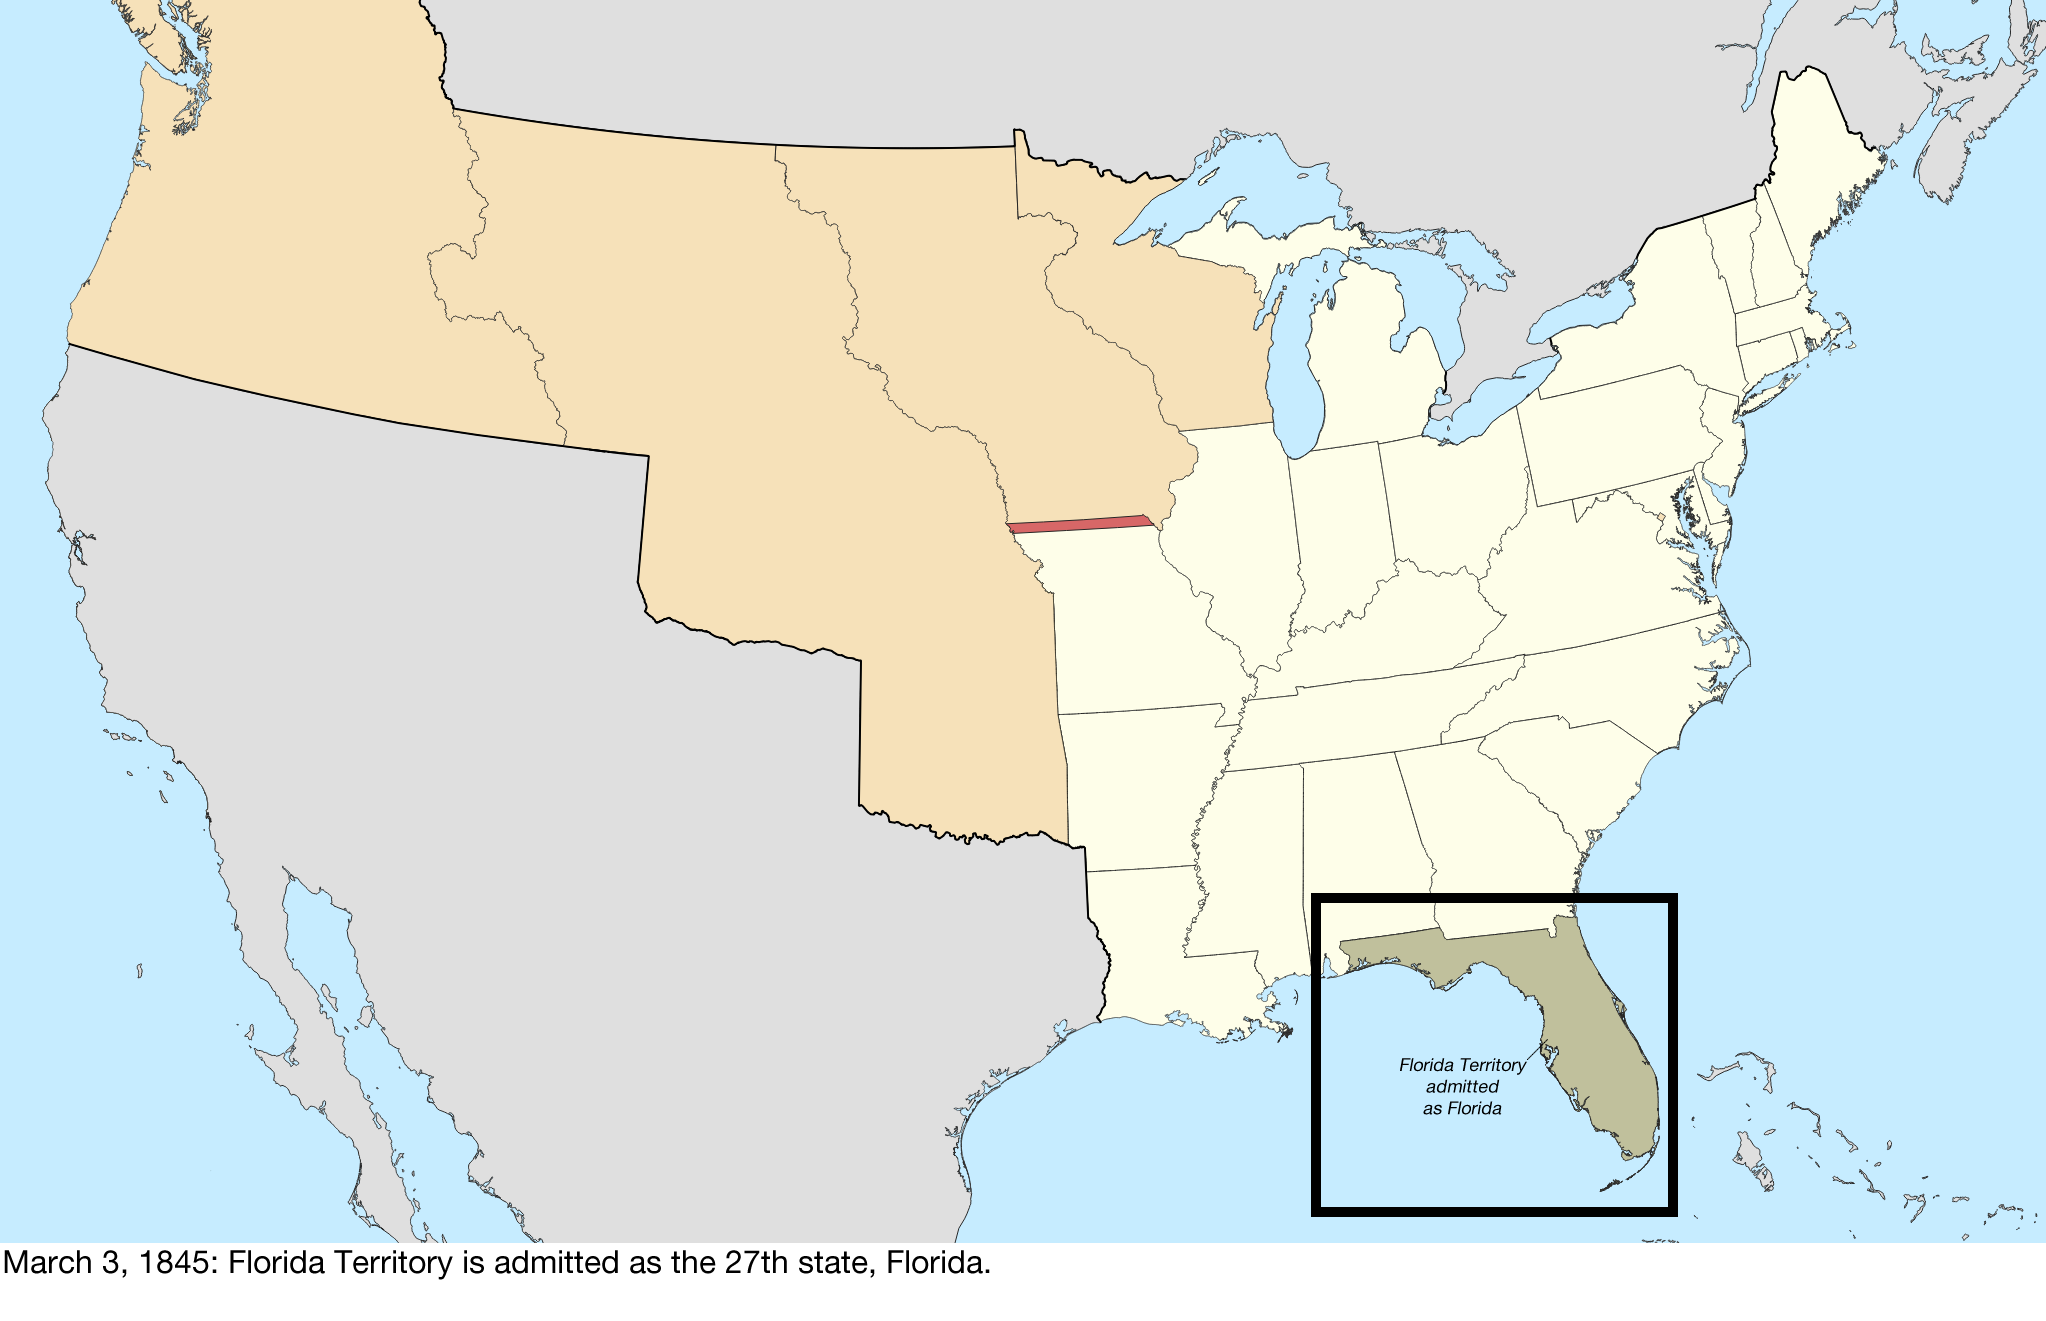 Florida Territory
admitted
as Florida
March 3, 1845: Florida Territory is admitted as the 27th state, Florida.